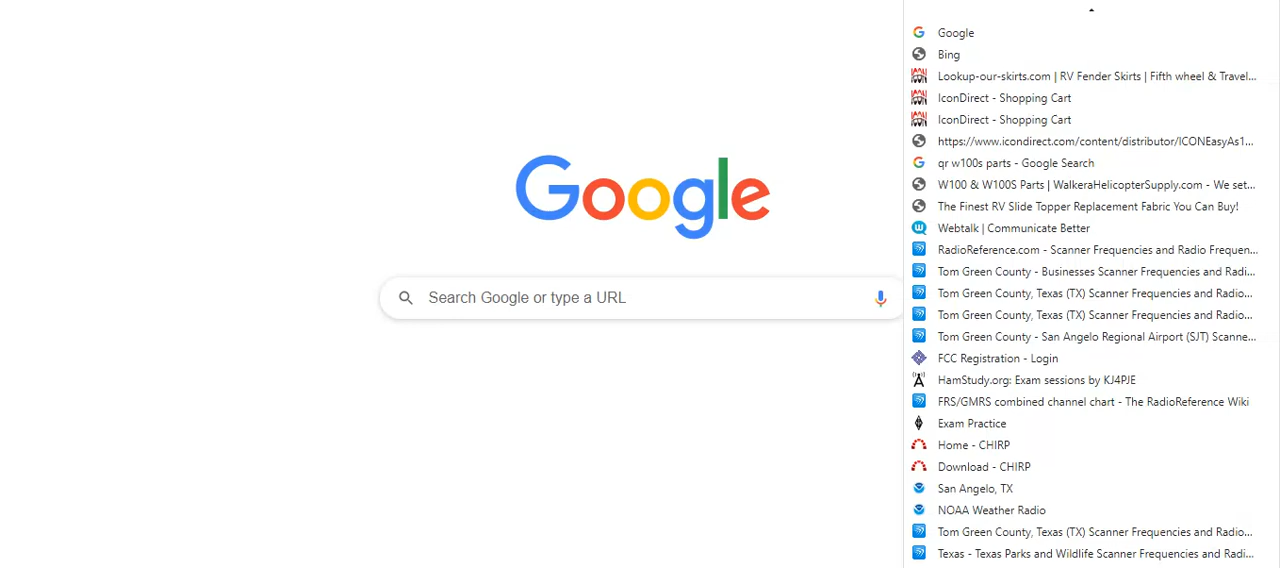 Google
Search Google or type a URL
Google
Bing
Lookup-our-skirts.com | RV Fender Skirts | Fifth wheel & Travel...
IconDirect - Shopping Cart
IconDirect - Shopping Cart
https://www.icondirect.com/content/distributor/ICONEasyAs1...
qr w100s parts - Google Search
W100 & W100S Parts | WalkeraHelicopterSupply.com - We set...
The Finest RV Slide Topper Replacement Fabric You Can Buy!
Webtalk | Communicate Better
RadioReference.com - Scanner Frequencies and Radio Frequen...
Tom Green County - Businesses Scanner Frequencies and Radi...
Tom Green County, Texas (TX) Scanner Frequencies and Radio...
Tom Green County, Texas (TX) Scanner Frequencies and Radio...
Tom Green County - San Angelo Regional Airport (SJT) Scanne...
FCC Registration - Login
HamStudy.org: Exam sessions by KJ4PJE
FRS/GMRS combined channel chart - The RadioReference Wiki
Exam Practice
Home - CHIRP
Download - CHIRP
San Angelo, TX
NOAA Weather Radio
Tom Green County, Texas (TX) Scanner Frequencies and Radio...
Texas - Texas Parks and Wildlife Scanner Frequencies and Radi...